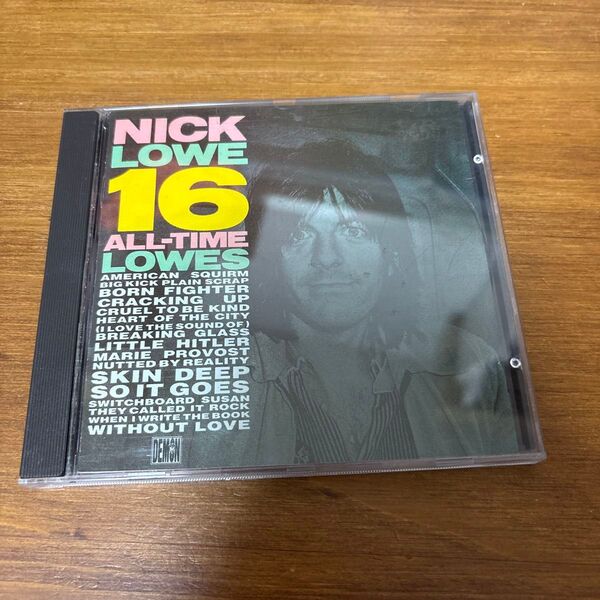 NICK
LOWE
16
ALL-TIME
LOWES
AMERICAN SQUIRM
BIG KICK PLAIN SCRAP
BORN FIGHTER
CRACKING UP
CRUEL TO BE KIND
HEART OF THE CITY
(I LOVE THE SOUND OF)
BREAKING GLASS
LITTLE HITLER
MARIE PROVOST
NUTTED BY REALITY
SKIN DEEP
SO IT GOES
SWITCHBOARD SUSAN
THEY CALLED IT ROCK
WHEN I WRITE THE BOOK
WITHOUT LOVE
DEMON